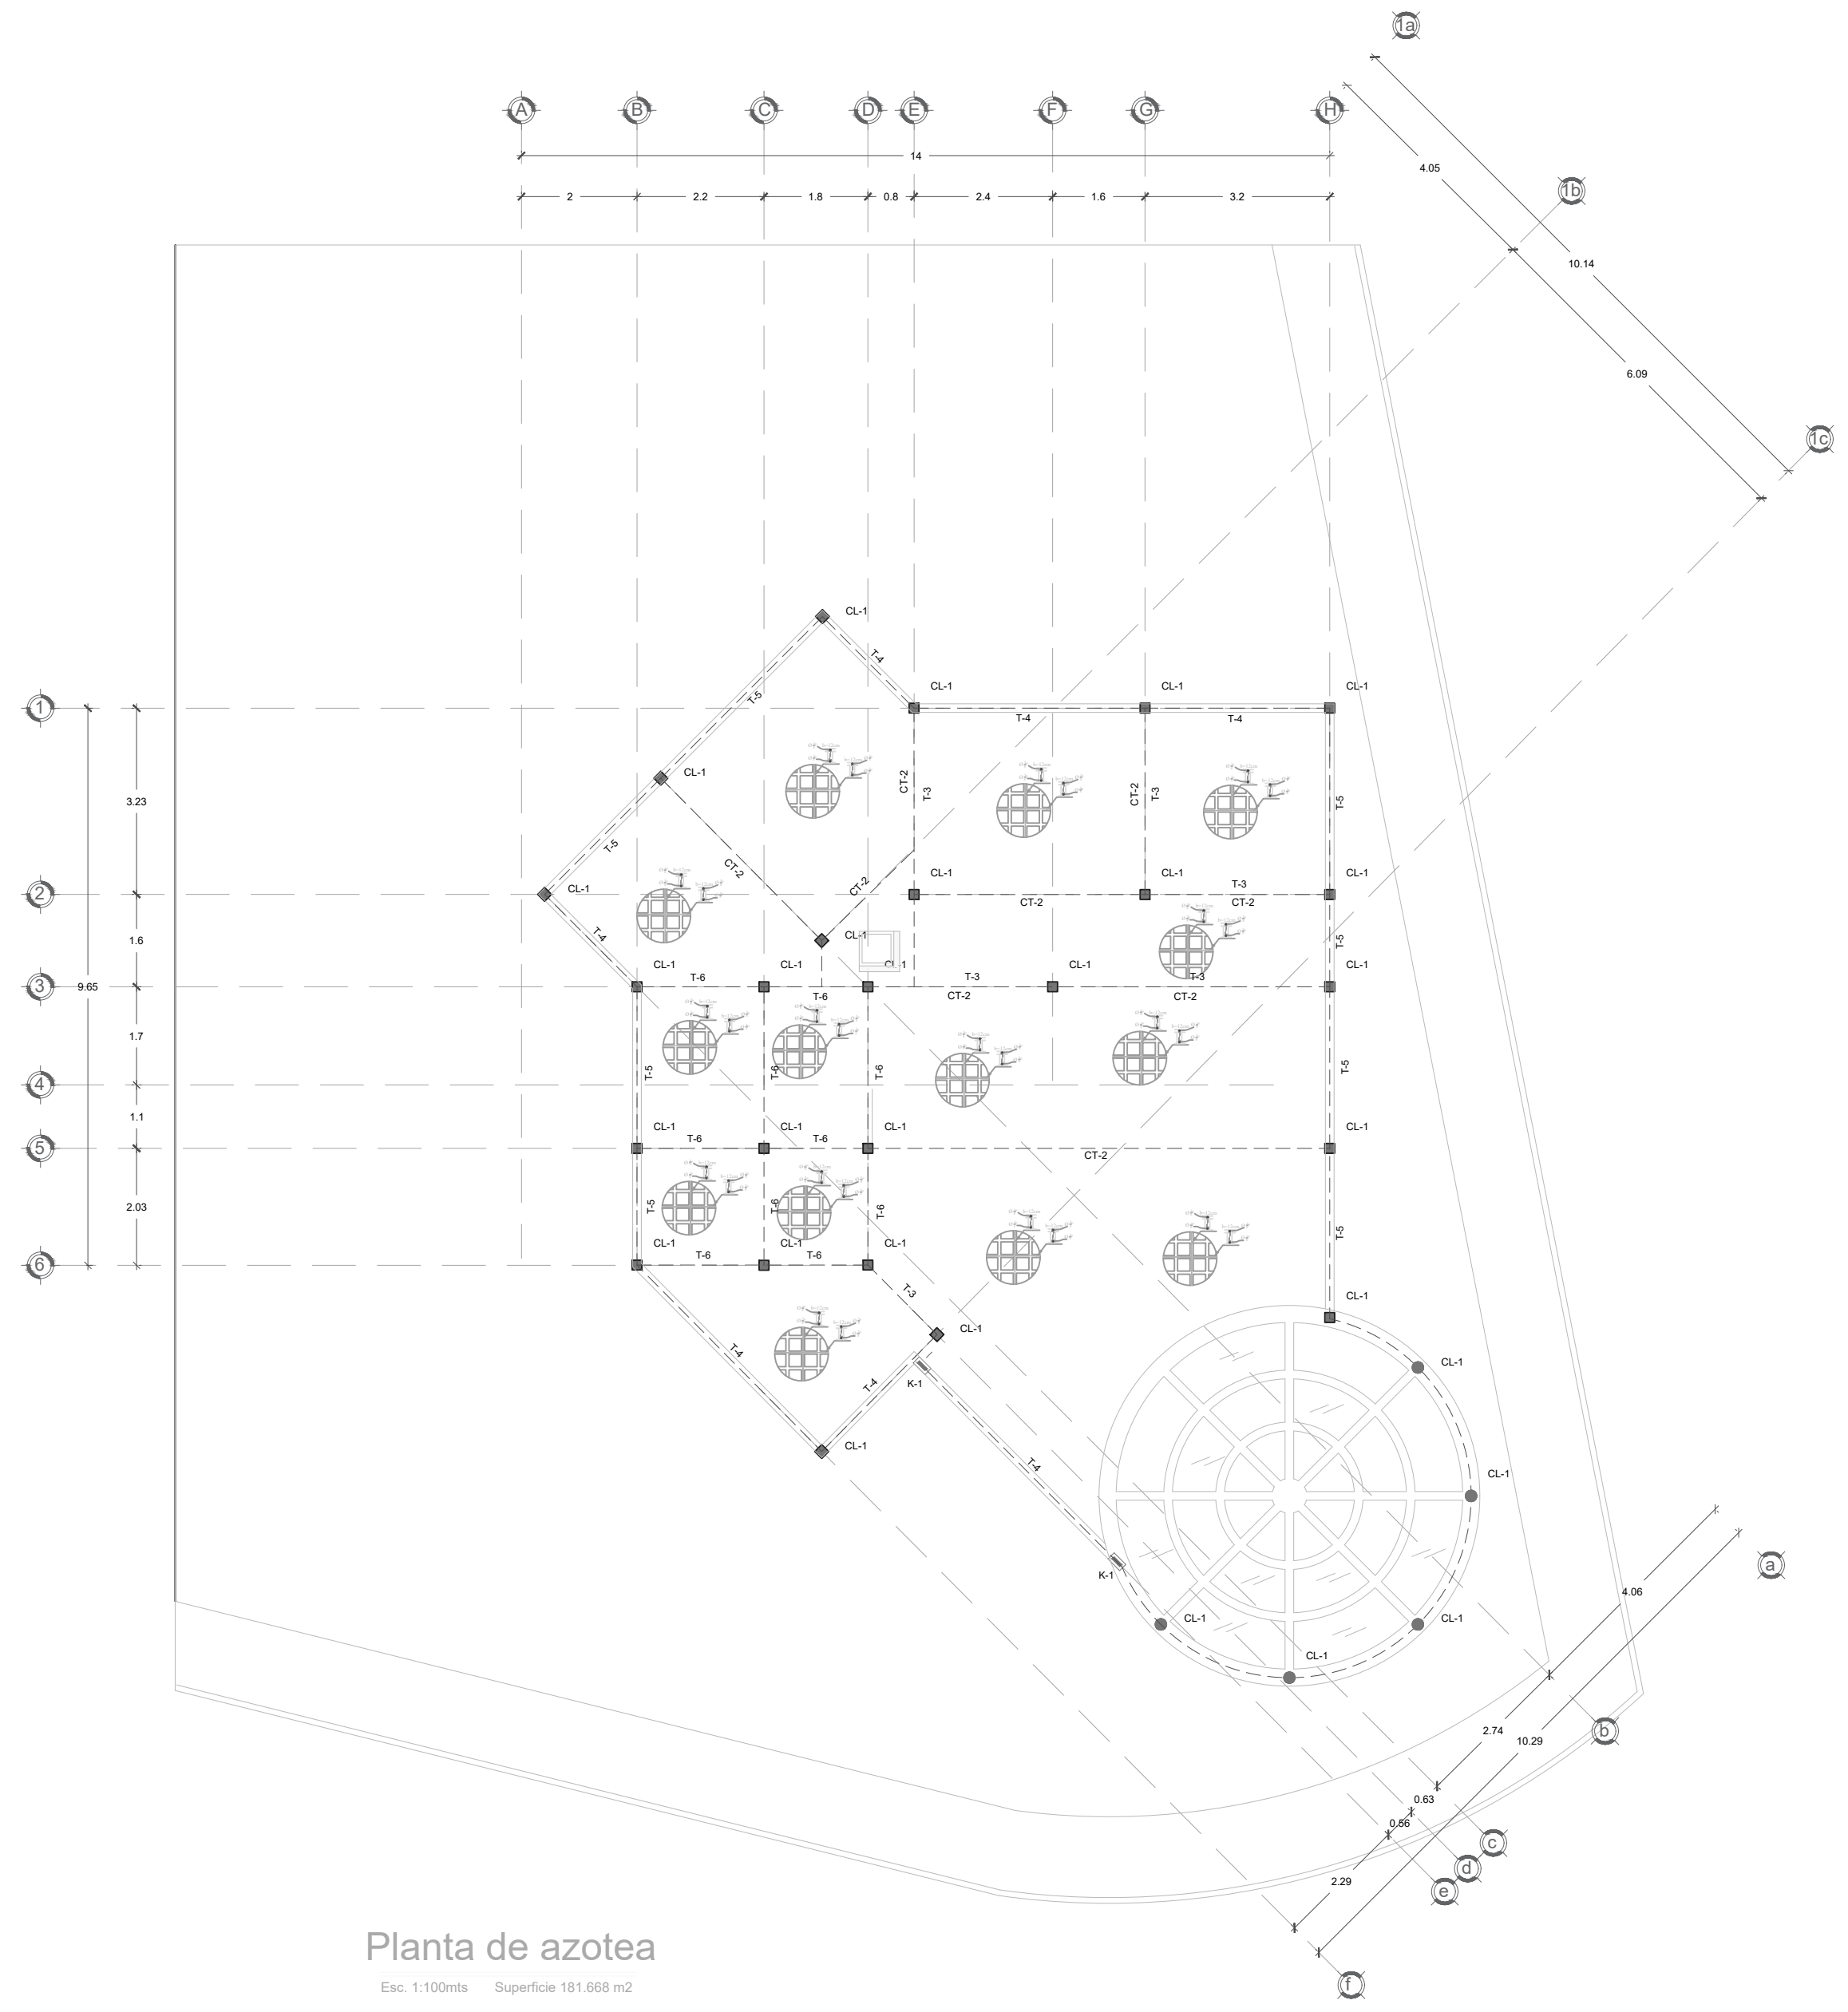 1a
A B C D E F G H
14
4.05
1b
2 2.2 1.8 0.8 2.4 1.6 3.2
10.14
6.09
1c
CL-1
T-4
CL-1 CL-1 CL-1
T-5
1
T-4 T-4
CL-1
CT-2 T-3 CT-2 T-3 T-5
3.23
T-5
CT-2
CL-1 CL-1 CL-1
CL-1 CT-2 T-3
2
CT-2 CT-2
T-4 CL-1
1.6 T-5
CL-1 CL-1 CL-1 CL-1 CL-1
T-6 T-3 T-3
3 9.65
T-6 CT-2 CT-2
1.7
T-5 T-6 T-6 T-5
4
1.1
CL-1 CL-1 CL-1 CL-1
T-6 T-6
5
CT-2
2.03
T-5 T-6 T-6 T-5
CL-1 CL-1 CL-1
T-6 T-6
6
T-3
CL-1
CL-1
T-4
CL-1
T-4
K-1
CL-1
T-4
CL-1
a
K-1
4.06
CL-1 CL-1
CL-1
2.74
b
10.29
0.63
0.56
c
d
2.29
e
Planta de azotea
f
Esc. 1:100mts Superficie 181.668 m2